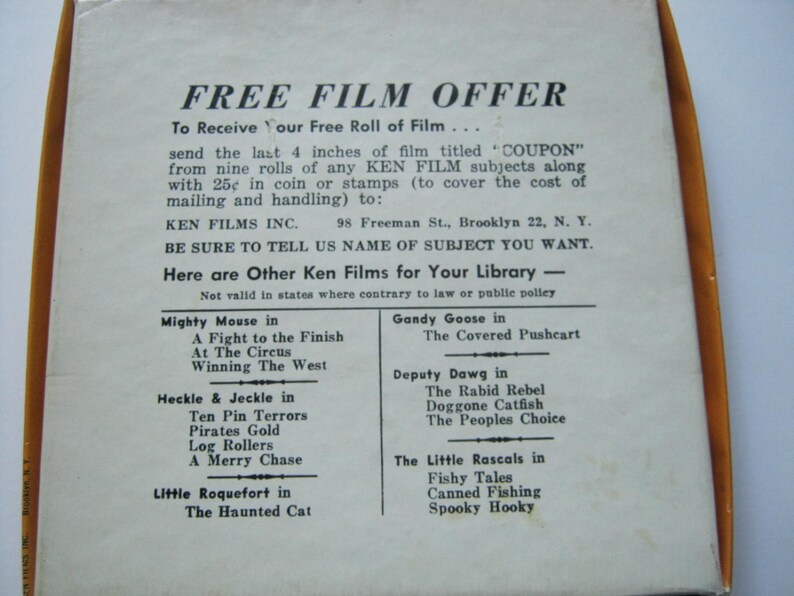 FREE FILM OFFER
To Receive Your Free Roll of Film . . .
send the last 4 inches of film titled "COUPON"
from nine rolls of any KEN FILM subjects along
with 25¢ in coin or stamps (to cover the cost of
mailing and handling) to:
KEN FILMS INC. 98 Freeman St., Brooklyn 22, N. Y.
BE SURE TO TELL US NAME OF SUBJECT YOU WANT.
Here are Other Ken Films for Your Library —
Not valid in states where contrary to law or public policy
Mighty Mouse in
A Fight to the Finish
At The Circus
Winning The West
Heckle & Jeckle in
Ten Pin Terrors
Pirates Gold
Log Rollers
A Merry Chase
Little Roquefort in
The Haunted Cat
Gandy Goose in
The Covered Pushcart
Deputy Dawg in
The Rabid Rebel
Doggone Catfish
The Peoples Choice
The Little Rascals in
Fishy Tales
Canned Fishing
Spooky Hooky
KEN FILMS INC. Brooklyn, N. Y.